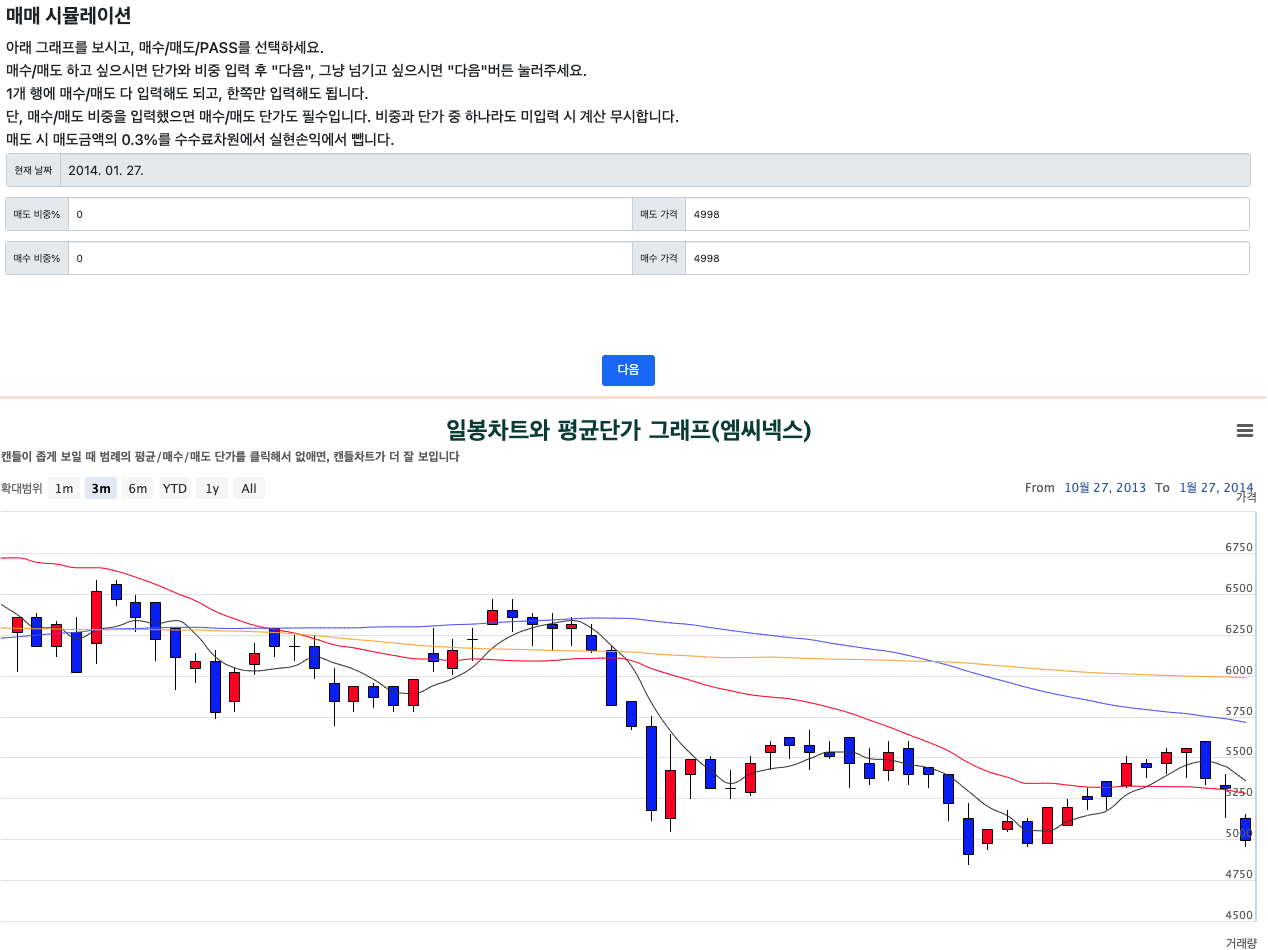 매매 시뮬레이션
아래 그래프를 보시고, 매수/매도/PASS를 선택하세요.
매수/매도 하고 싶으시면 단가와 비중 입력 후 "다음", 그냥 넘기고 싶으시면 "다음"버튼 눌러주세요.
1개 행에 매수/매도 다 입력해도 되고, 한쪽만 입력해도 됩니다.
단, 매수/매도 비중을 입력했으면 매수/매도 단가도 필수입니다. 비중과 단가 중 하나라도 미입력 시 계산 무시합니다.
매도 시 매도금액의 0.3%를 수수료차원에서 실현손익에서 뺍니다.
현재 날짜 2014. 01. 27.
매도 비중% 0 매도 가격 4998
매수 비중% 0 매수 가격 4998
다음
일봉차트와 평균단가 그래프(엠씨넥스)
캔들이 좁게 보일 때 범례의 평균/매수/매도 단가를 클릭해서 없애면, 캔들차트가 더 잘 보입니다
확대범위 1m 3m 6m YTD 1y All From 10월 27, 2013 To 1월 27, 2014
가격
6750
6500
6250
6000
5750
5500
5250
5000
4750
4500
거래량